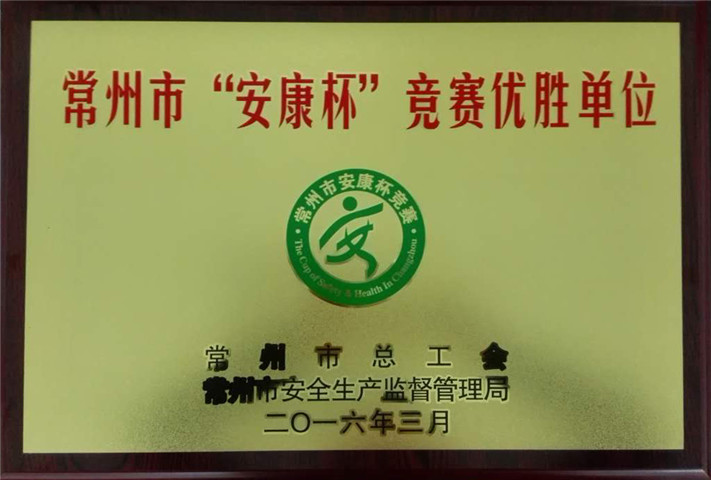 常州市“安康杯”竞赛优胜单位
常州市安康杯竞赛
The Cup of Safety & Health In Changzhou
常州市总工会
常州市安全生产监督管理局
二〇一六年三月